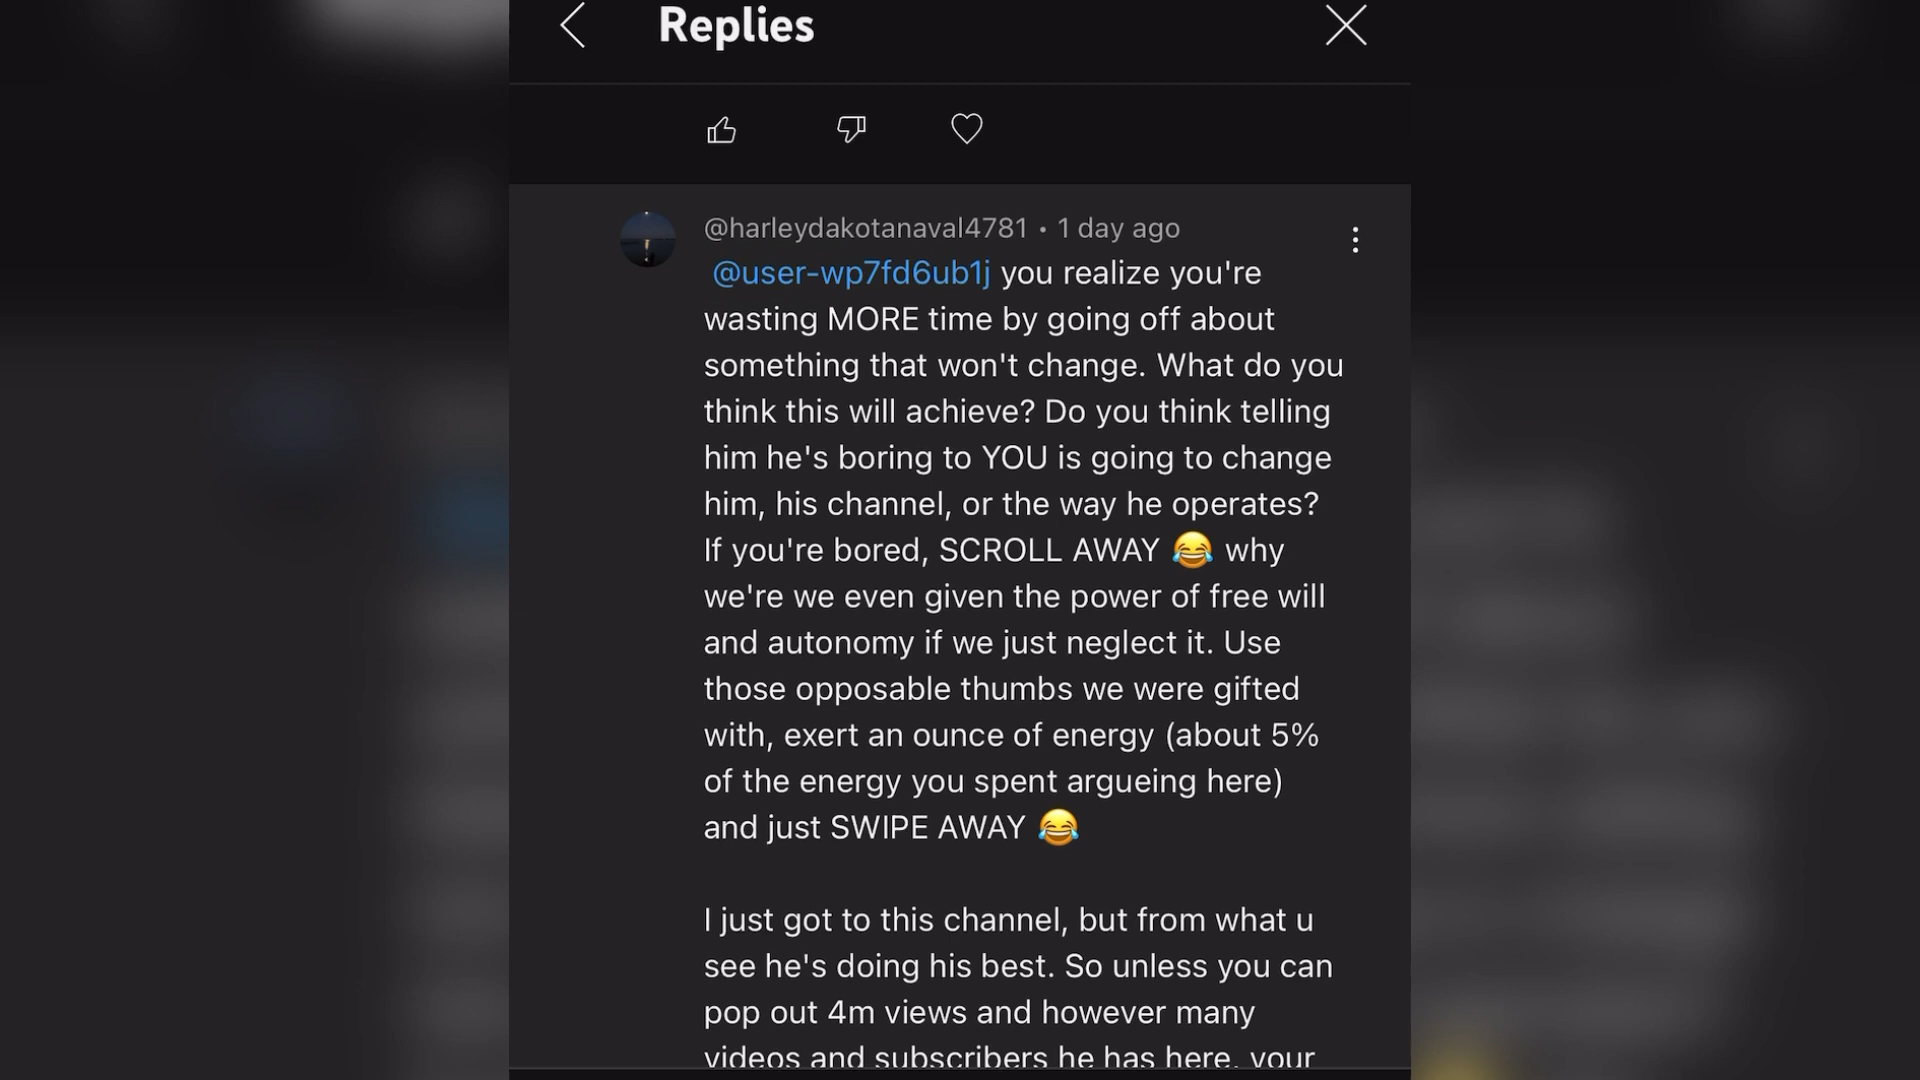 Replies
@harleydakotanaval4781 • 1 day ago
@user-wp7fd6ub1j you realize you're
wasting MORE time by going off about
something that won't change. What do you
think this will achieve? Do you think telling
him he's boring to YOU is going to change
him, his channel, or the way he operates?
If you're bored, SCROLL AWAY 😂 why
we're we even given the power of free will
and autonomy if we just neglect it. Use
those opposable thumbs we were gifted
with, exert an ounce of energy (about 5%
of the energy you spent argueing here)
and just SWIPE AWAY 😂
I just got to this channel, but from what u
see he's doing his best. So unless you can
pop out 4m views and however many
videos and subscribers he has here, your